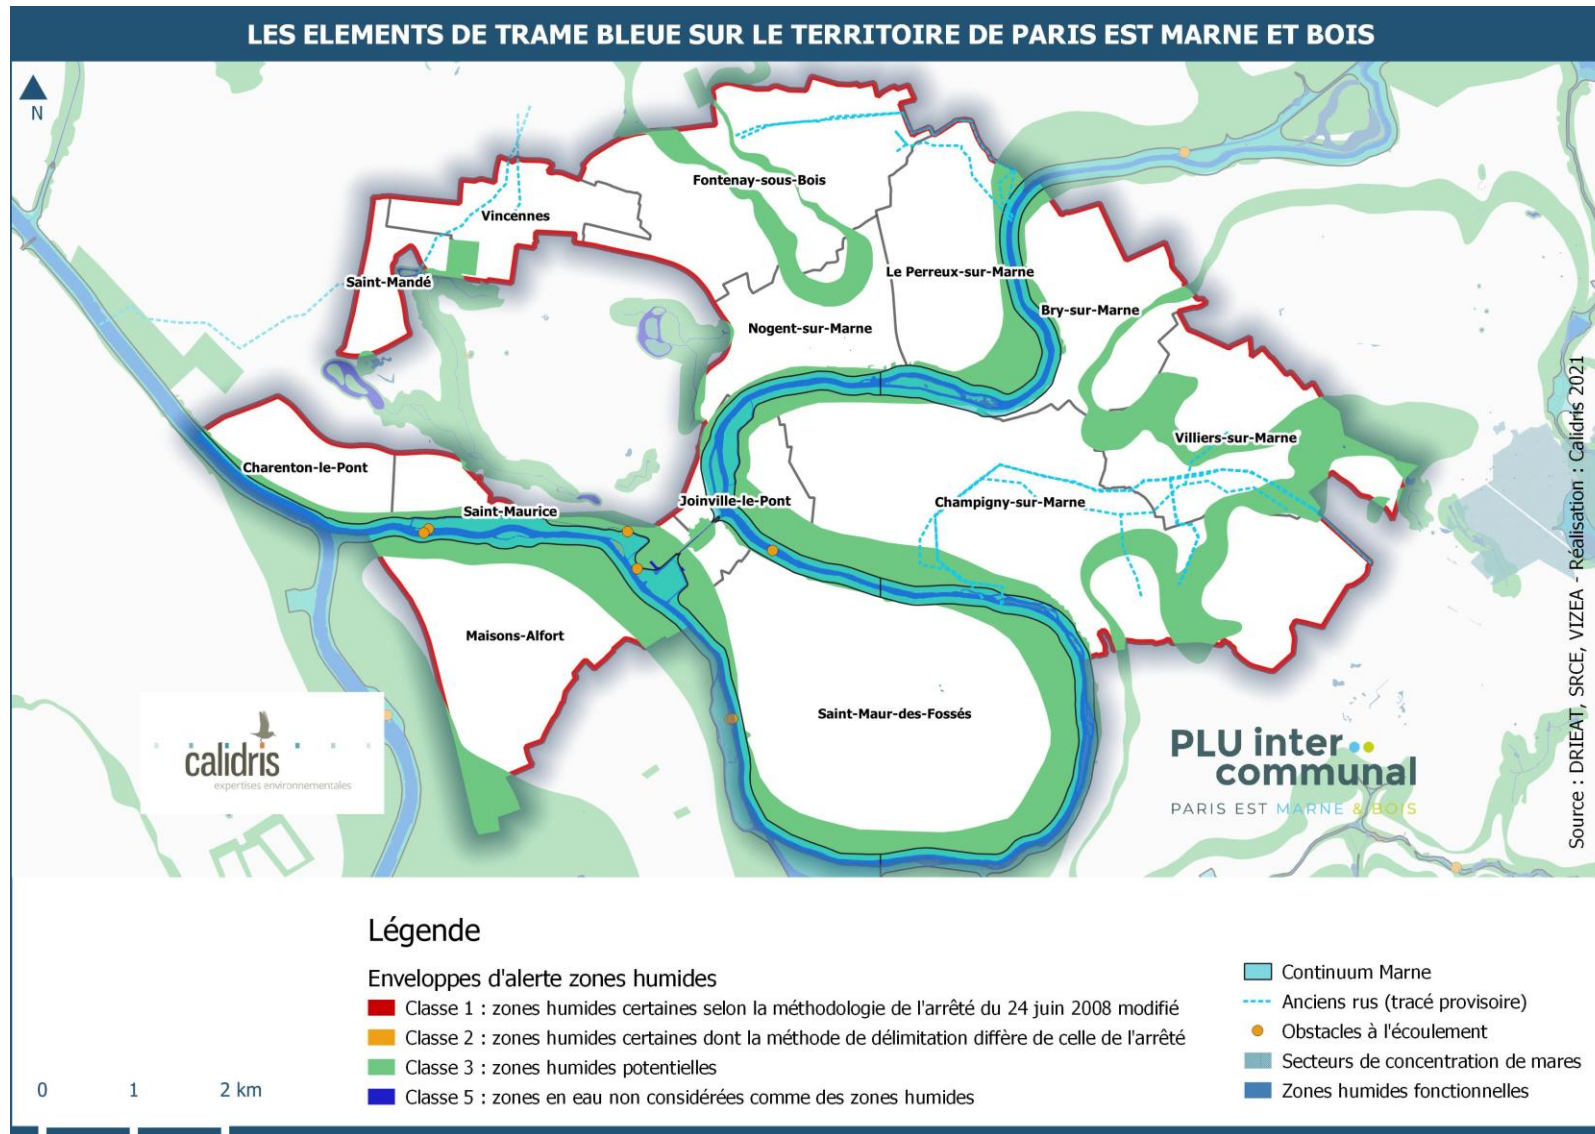 LES ELEMENTS DE TRAME BLEUE SUR LE TERRITOIRE DE PARIS EST MARNE ET BOIS
N
Fontenay-sous-Bois
Vincennes
Saint-Mandé
Le Perreux-sur-Marne
Bry-sur-Marne
Nogent-sur-Marne
Villiers-sur-Marne
Charenton-le-Pont
Joinville-le-Pont
Champigny-sur-Marne
Saint-Maurice
Maisons-Alfort
Saint-Maur-des-Fossés
calidris
expertises environnementales
PLU inter
communal
PARIS EST MARNE & BOIS
Source : DRIEAT, SRCE, VIZEA - Réalisation : Calidris 2021
Légende
Enveloppes d'alerte zones humides
Classe 1 : zones humides certaines selon la méthodologie de l'arrêté du 24 juin 2008 modifié
Classe 2 : zones humides certaines dont la méthode de délimitation diffère de celle de l'arrêté
Classe 3 : zones humides potentielles
Classe 5 : zones en eau non considérées comme des zones humides
Continuum Marne
Anciens rus (tracé provisoire)
Obstacles à l'écoulement
Secteurs de concentration de mares
Zones humides fonctionnelles
0 1 2 km